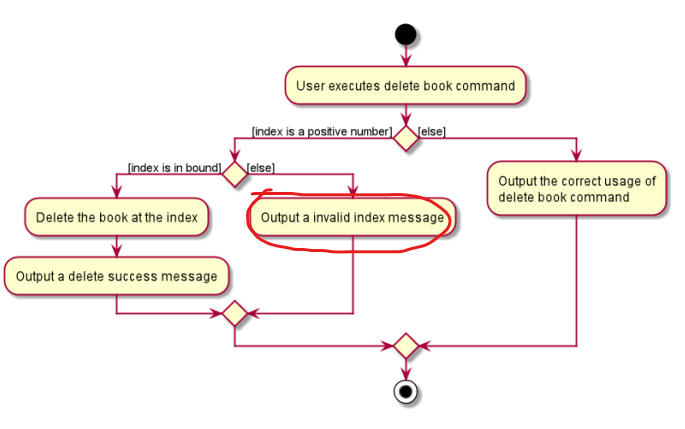 User executes delete book command
[index is a positive number]
[else]
[index is in bound]
[else]
Output the correct usage of
delete book command
Delete the book at the index
Output a invalid index message
Output a delete success message